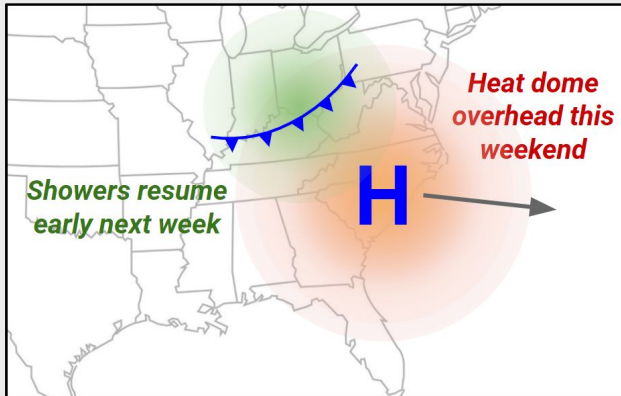 Heat dome
overhead this
weekend
H
Showers resume
early next week